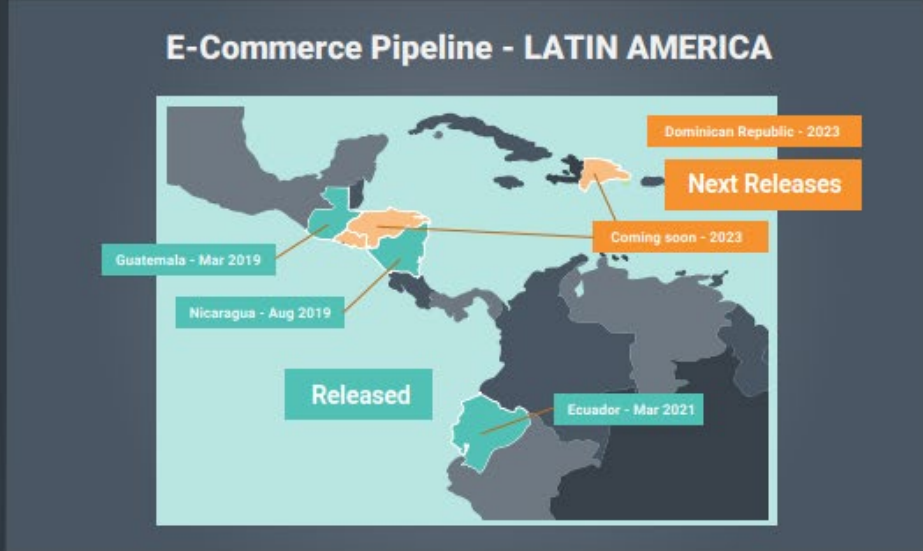 E-Commerce Pipeline - LATIN AMERICA
Dominican Republic - 2023
Next Releases
Coming soon - 2023
Guatemala - Mar 2019
Nicaragua - Aug 2019
Released
Ecuador - Mar 2021